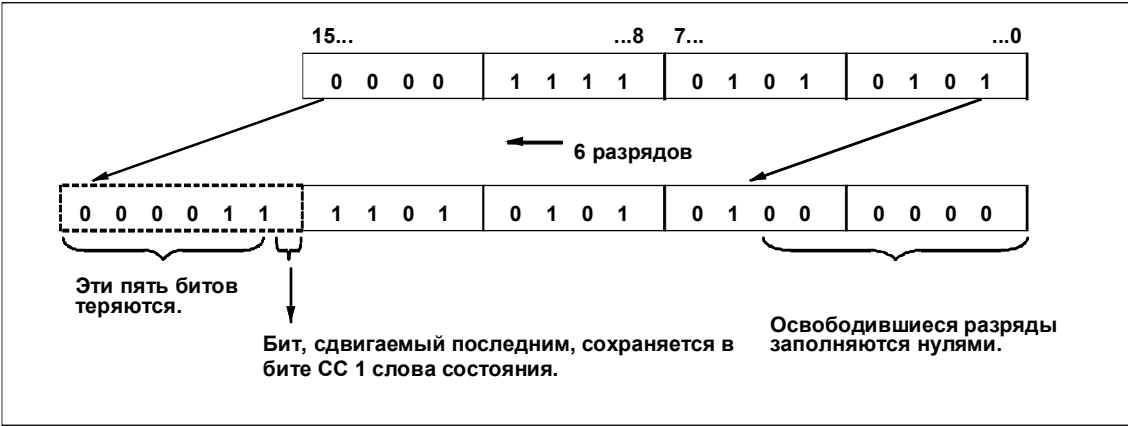 15... ...8 7... ...0
0 0 0 0 1 1 1 1 0 1 0 1 0 1 0 1
6 разрядов
0 0 0 0 1 1 1 1 0 1 0 1 0 1 0 1 0 0 0 0 0 0
Эти пять битов
теряются.
Бит, сдвигаемый последним, сохраняется в
бите CC 1 слова состояния.
Освободившиеся разряды
заполняются нулями.